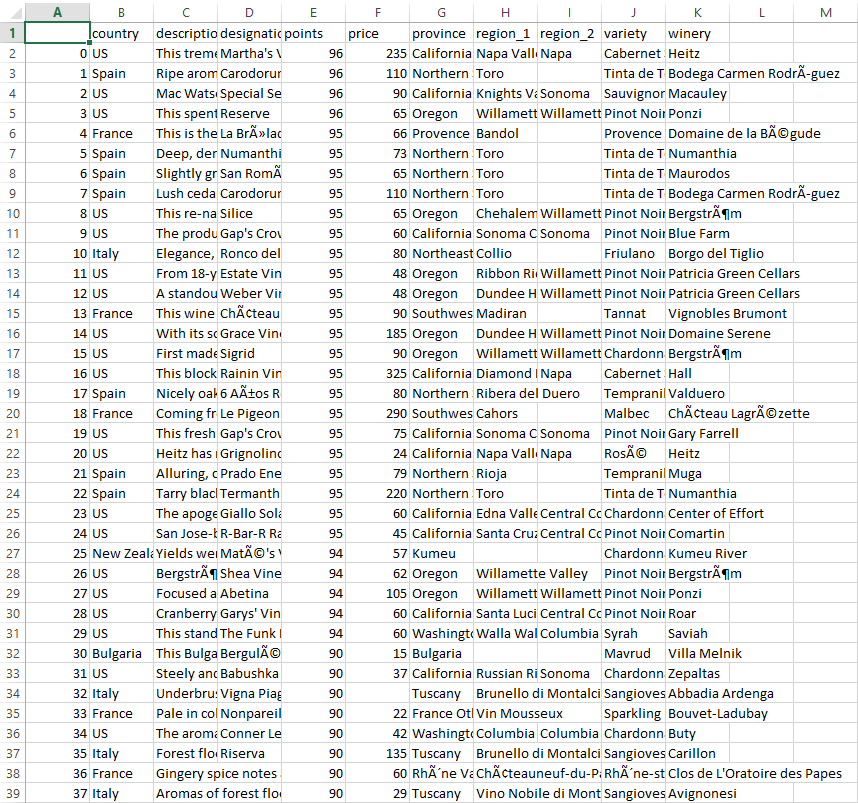 A B C D E F G H I J K L M
1 country descriptio designatio points price province region_1 region_2 variety winery
2 0 US This treme Martha's V 96 235 California Napa Vall Napa Cabernet Heitz
3 1 Spain Ripe arom Carodorur 96 110 Northern Toro Tinta de T Bodega Carmen RodrÃ-guez
4 2 US Mac Wats Special Se 96 90 California Knights Va Sonoma Sauvignor Macauley
5 3 US This spent Reserve 96 65 Oregon Willamett Willamett Pinot Noir Ponzi
6 4 France This is the La BrÃ»lac 95 66 Provence Bandol Provence Domaine de la BÃ©gude
7 5 Spain Deep, der Numanthi 95 73 Northern Toro Tinta de T Numanthia
8 6 Spain Slightly gr San RomÃ 95 65 Northern Toro Tinta de T Maurodos
9 7 Spain Lush ceda Carodorur 95 110 Northern Toro Tinta de T Bodega Carmen RodrÃ-guez
10 8 US This re-na Silice 95 65 Oregon Chehalem Willamett Pinot Noir BergstrÃ¶m
11 9 US The produ Gap's Crov 95 60 California Sonoma C Sonoma Pinot Noir Blue Farm
12 10 Italy Elegance, Ronco del 95 80 Northeast Collio Friulano Borgo del Tiglio
13 11 US From 18-y Estate Vin 95 48 Oregon Ribbon Ri Willamett Pinot Noir Patricia Green Cellars
14 12 US A standou Weber Vir 95 48 Oregon Dundee H Willamett Pinot Noir Patricia Green Cellars
15 13 France This wine ChÃ¢teau 95 90 Southwes Madiran Tannat Vignobles Brumont
16 14 US With its so Grace Vine 95 185 Oregon Dundee H Willamett Pinot Noir Domaine Serene
17 15 US First made Sigrid 95 90 Oregon Willamett Willamett Chardonn BergstrÃ¶m
18 16 US This block Rainin Vin 95 325 California Diamond Napa Cabernet Hall
19 17 Spain Nicely oak 6 AÃ±os R 95 80 Northern Ribera del Duero Temprani Valduero
20 18 France Coming fr Le Pigeon 95 290 Southwes Cahors Malbec ChÃ¢teau LagrÃ©zette
21 19 US This fresh Gap's Crov 95 75 California Sonoma C Sonoma Pinot Noir Gary Farrell
22 20 US Heitz has Grignolino 95 24 California Napa Vall Napa RosÃ© Heitz
23 21 Spain Alluring, c Prado Ene 95 79 Northern Rioja Temprani Muga
24 22 Spain Tarry blac Termanth 95 220 Northern Toro Tinta de T Numanthia
25 23 US The apoge Giallo Sola 95 60 California Edna Valle Central Co Chardonn Center of Effort
26 24 US San Jose-b R-Bar-R Ra 95 45 California Santa Cruz Central Co Pinot Noir Comartin
27 25 New Zeala Yields wer MatÃ©'s V 94 57 Kumeu Chardonn Kumeu River
28 26 US BergstrÃ¶ Shea Vine 94 62 Oregon Willamette Valley Pinot Noir BergstrÃ¶m
29 27 US Focused a Abetina 94 105 Oregon Willamett Willamett Pinot Noir Ponzi
30 28 US Cranberry Garys' Vin 94 60 California Santa Luci Central Co Pinot Noir Roar
31 29 US This stand The Funk 94 60 Washingto Walla Wal Columbia Syrah Saviah
32 30 Bulgaria This Bulga BergulÃ© 90 15 Bulgaria Mavrud Villa Melnik
33 31 US Steely and Babushka 90 37 California Russian Ri Sonoma Chardonn Zepaltas
34 32 Italy Underbru Vigna Piag 90 Tuscany Brunello di Montalci Sangioves Abbadia Ardenga
35 33 France Pale in col Nonpareil 90 22 France Oth Vin Mousseux Sparkling Bouvet-Ladubay
36 34 US The aroma Conner Le 90 42 Washingto Columbia Columbia Chardonn Buty
37 35 Italy Forest floo Riserva 90 135 Tuscany Brunello di Montalci Sangioves Carillon
38 36 France Gingery spice notes 90 60 RhÃ´ne Va ChÃ¢teauneuf-du-Pa RhÃ´ne-st Clos de L'Oratoire des Papes
39 37 Italy Aromas of forest floo 90 29 Tuscany Vino Nobile di Mont Sangioves Avignonesi